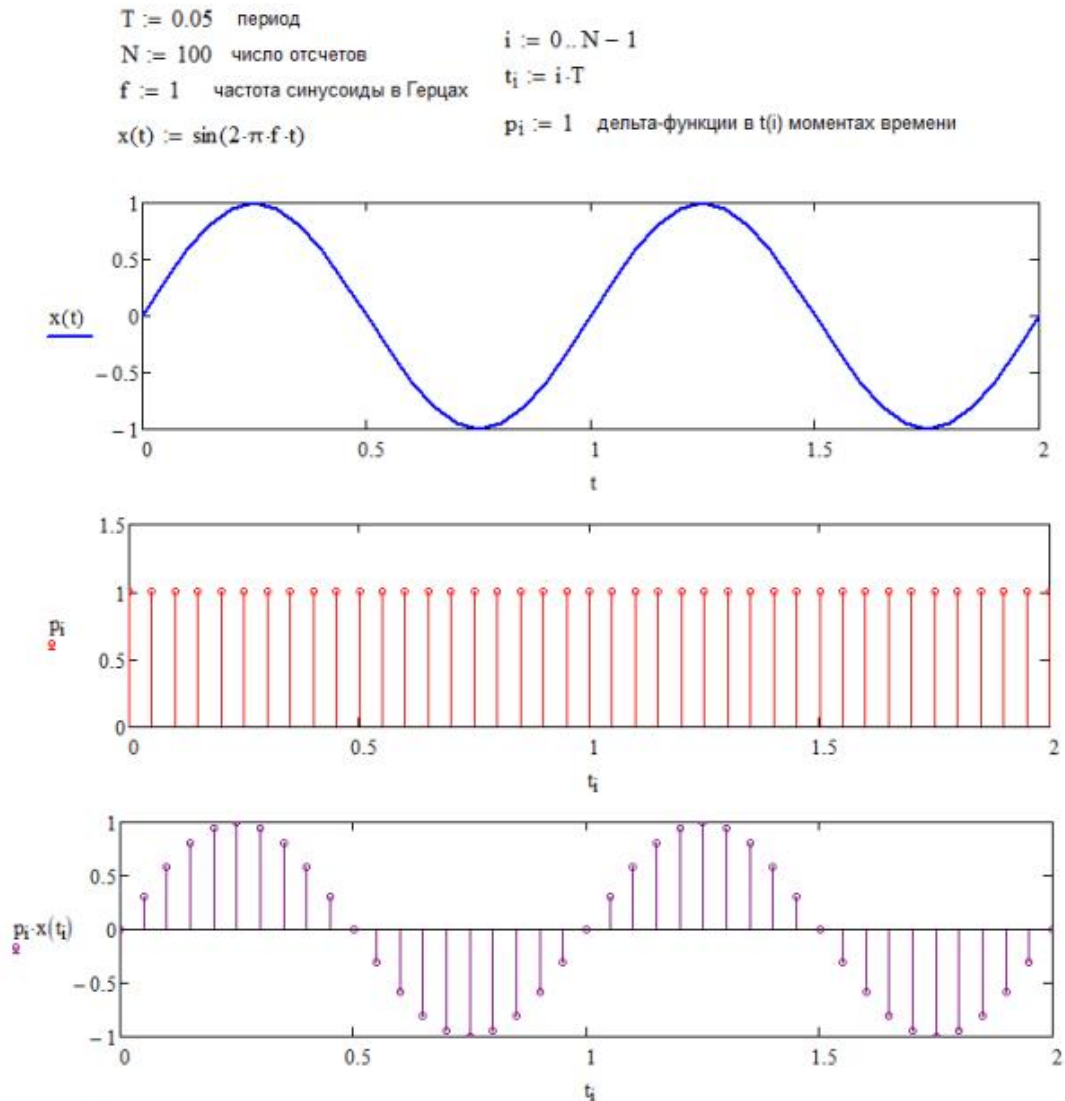 T := 0.05 период
N := 100 число отсчетов
f := 1 частота синусоиды в Герцах
x(t) := sin(2·π·f·t)
i := 0 .. N − 1
t_i := i·T
p_i := 1 дельта-функции в t(i) моментах времени
1
0.5
x(t)
0
− 0.5
− 1
0 0.5 1 1.5 2
t
1.5
1
p_i
0.5
0
0 0.5 1 1.5 2
t_i
1
0.5
p_i·x(t_i)
0
− 0.5
− 1
0 0.5 1 1.5 2
t_i